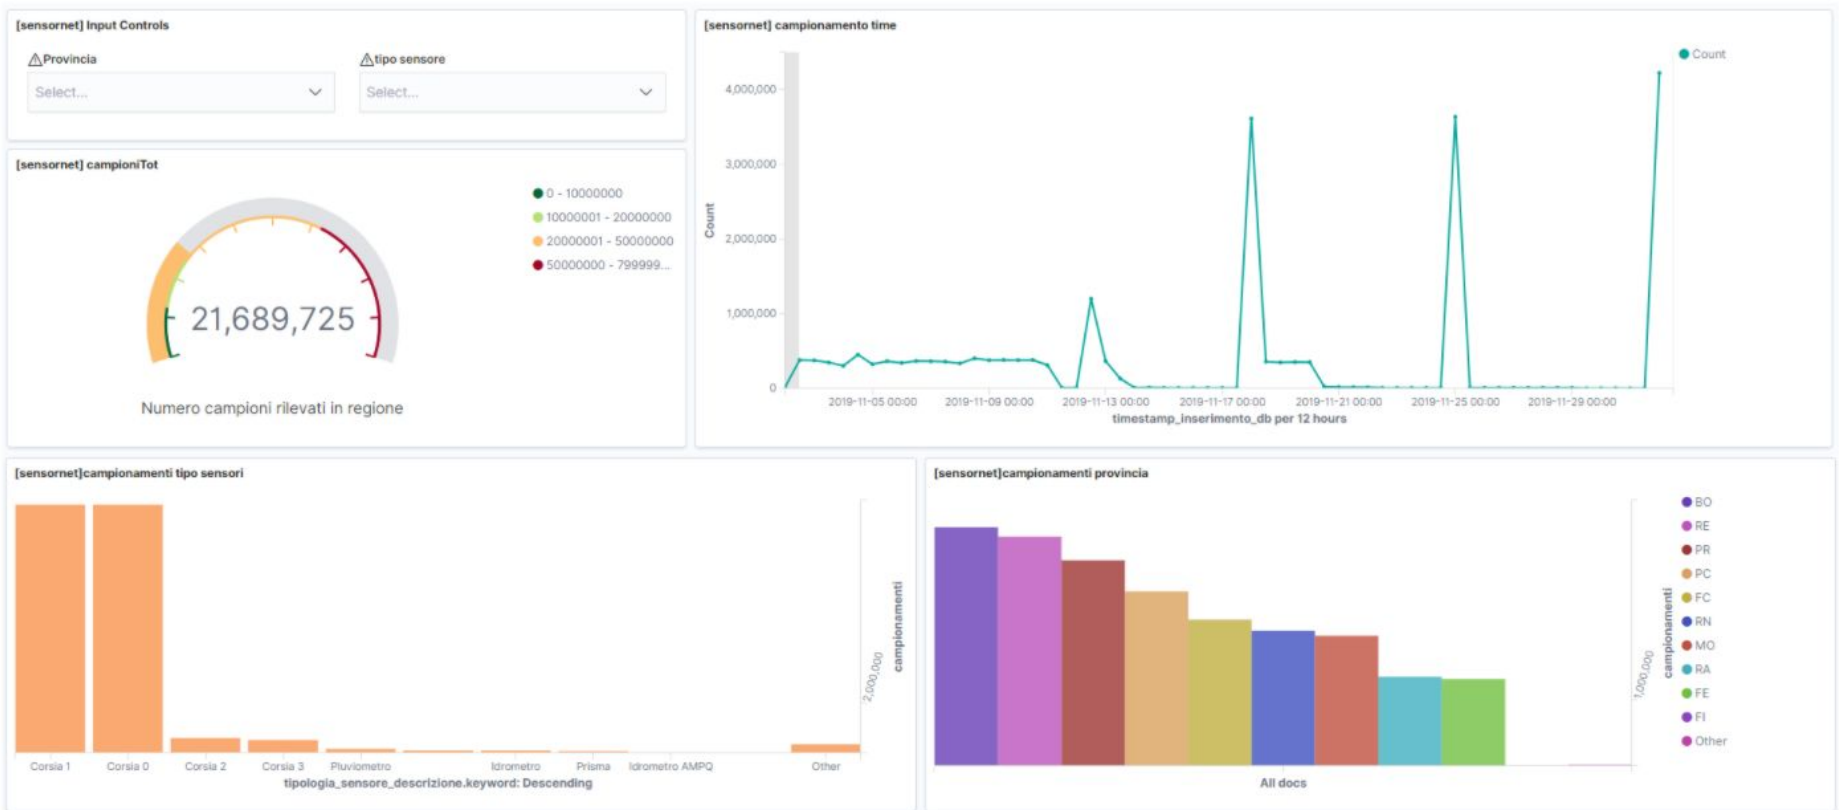 [sensornet] Input Controls
Provincia
Select...
tipo sensore
Select...
[sensornet] campionamento time
4,000,000
3,000,000
2,000,000
1,000,000
0
Count
2019-11-05 00:00
2019-11-09 00:00
2019-11-13 00:00
2019-11-17 00:00
2019-11-21 00:00
2019-11-25 00:00
2019-11-29 00:00
timestamp_inserimento_db per 12 hours
Count
[sensornet] campioniTot
21,689,725
Numero campioni rilevati in regione
0 - 10000000
10000001 - 20000000
20000001 - 50000000
50000000 - 799999...
[sensornet]campionamenti tipo sensori
Corsia 1
Corsia 0
Corsia 2
Corsia 3
Pluviometro
Idrometro
Prisma
Idrometro AMPQ
Other
tipologia_sensore_descrizione.keyword: Descending
2,000,000
campionamenti
[sensornet]campionamenti provincia
All docs
1,000,000
campionamenti
BO
RE
PR
PC
FC
RN
MO
RA
FE
FI
Other